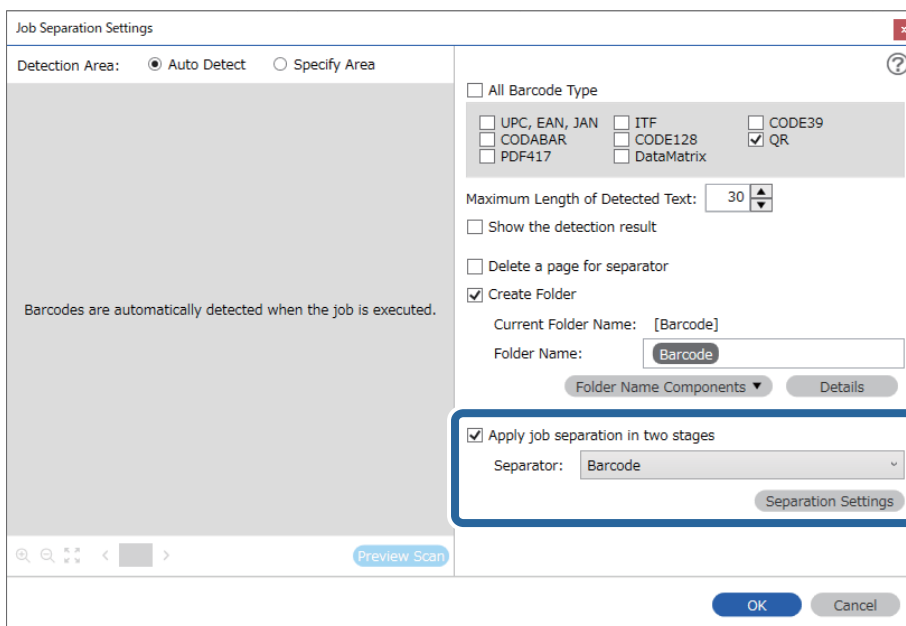 Job Separation Settings
Detection Area: Auto Detect Specify Area
All Barcode Type
UPC, EAN, JAN ITF CODE39
CODABAR CODE128 QR
PDF417 DataMatrix
Maximum Length of Detected Text: 30
Show the detection result
Delete a page for separator
Barcodes are automatically detected when the job is executed.
Create Folder
Current Folder Name: [Barcode]
Folder Name: Barcode
Folder Name Components Details
Apply job separation in two stages
Separator: Barcode
Separation Settings
Preview Scan
OK Cancel